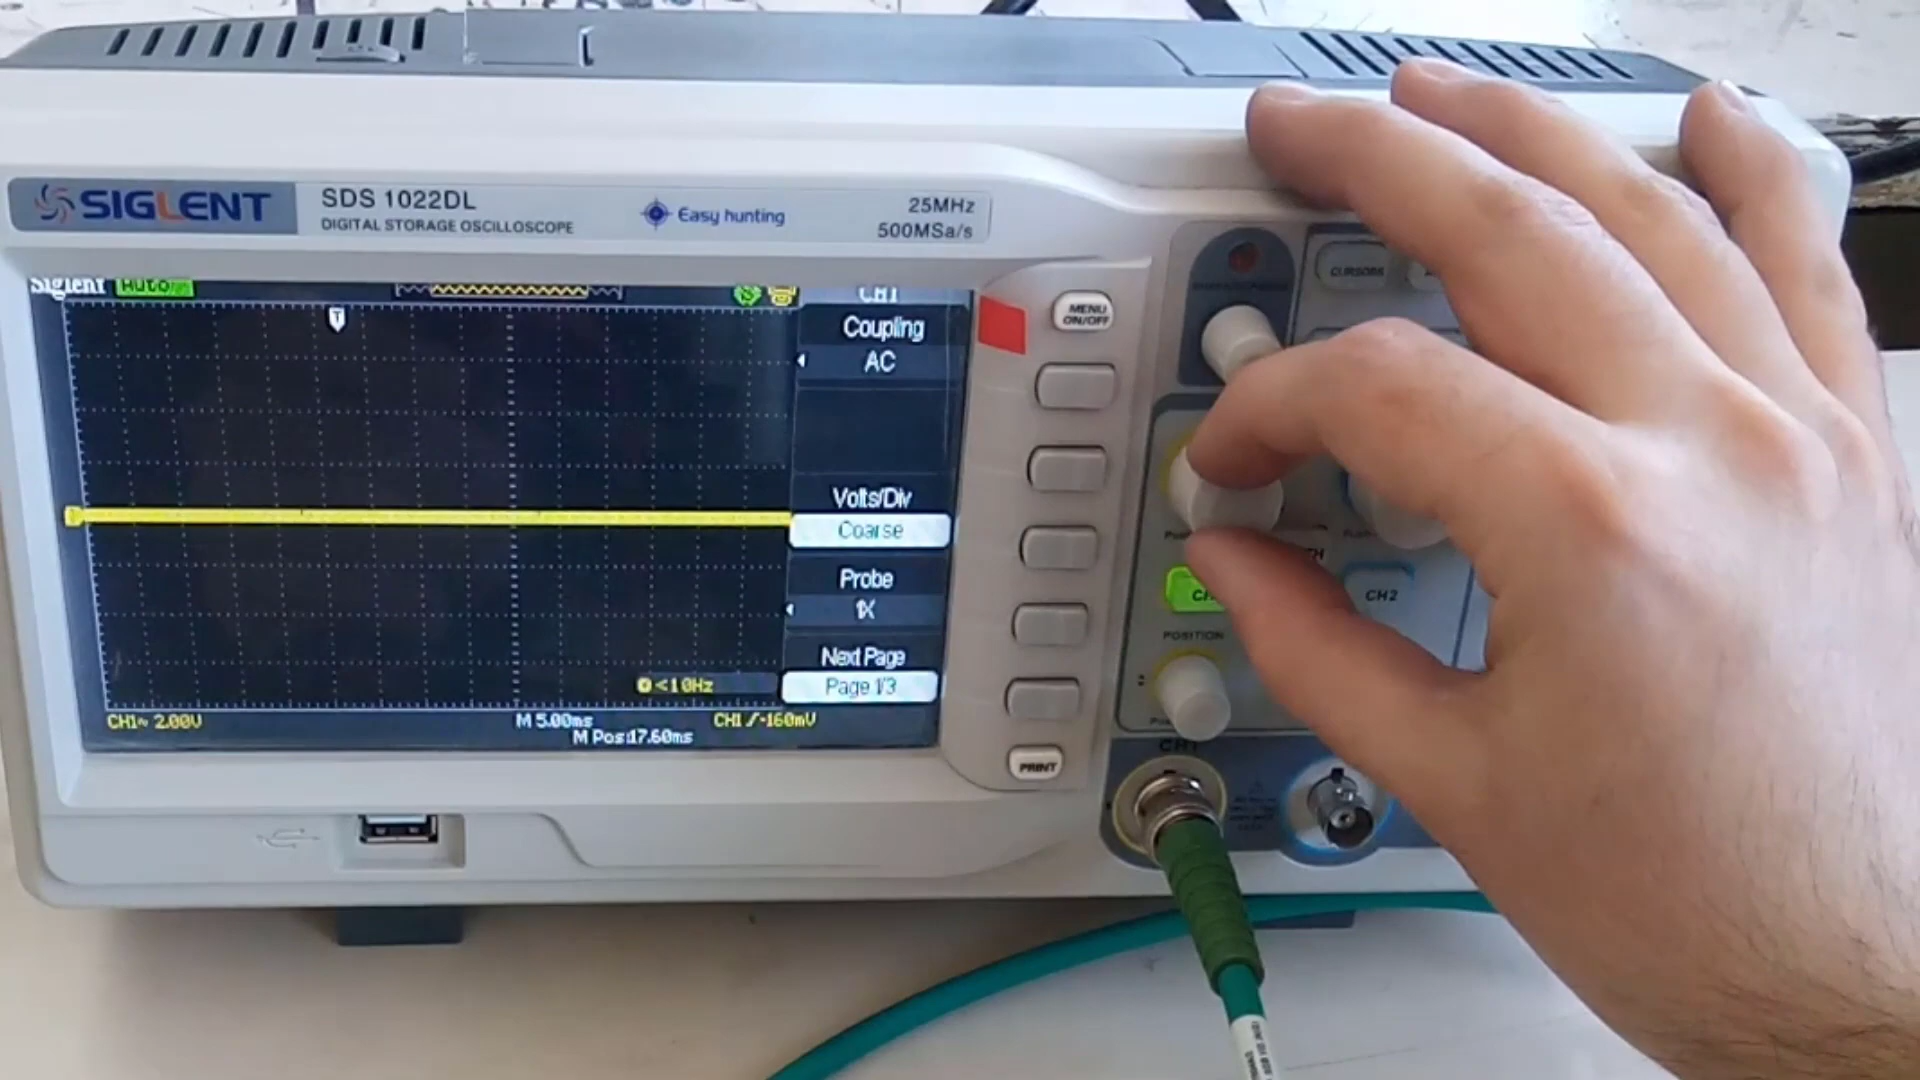 SIGLENT
SDS 1022DL
DIGITAL STORAGE OSCILLOSCOPE
Easy hunting
25MHz
500MSa/s
Siglent
Auto
T
CH1
Coupling
AC
Volts/Div
Coarse
Probe
1X
Next Page
Page 1/3
<10Hz
CH1~ 2.00V
M 5.00ms
CH1 /-160mV
M Pos:17.60ms
MENU
ON/OFF
PRINT
CURSORS
CH2
POSITION
CH1